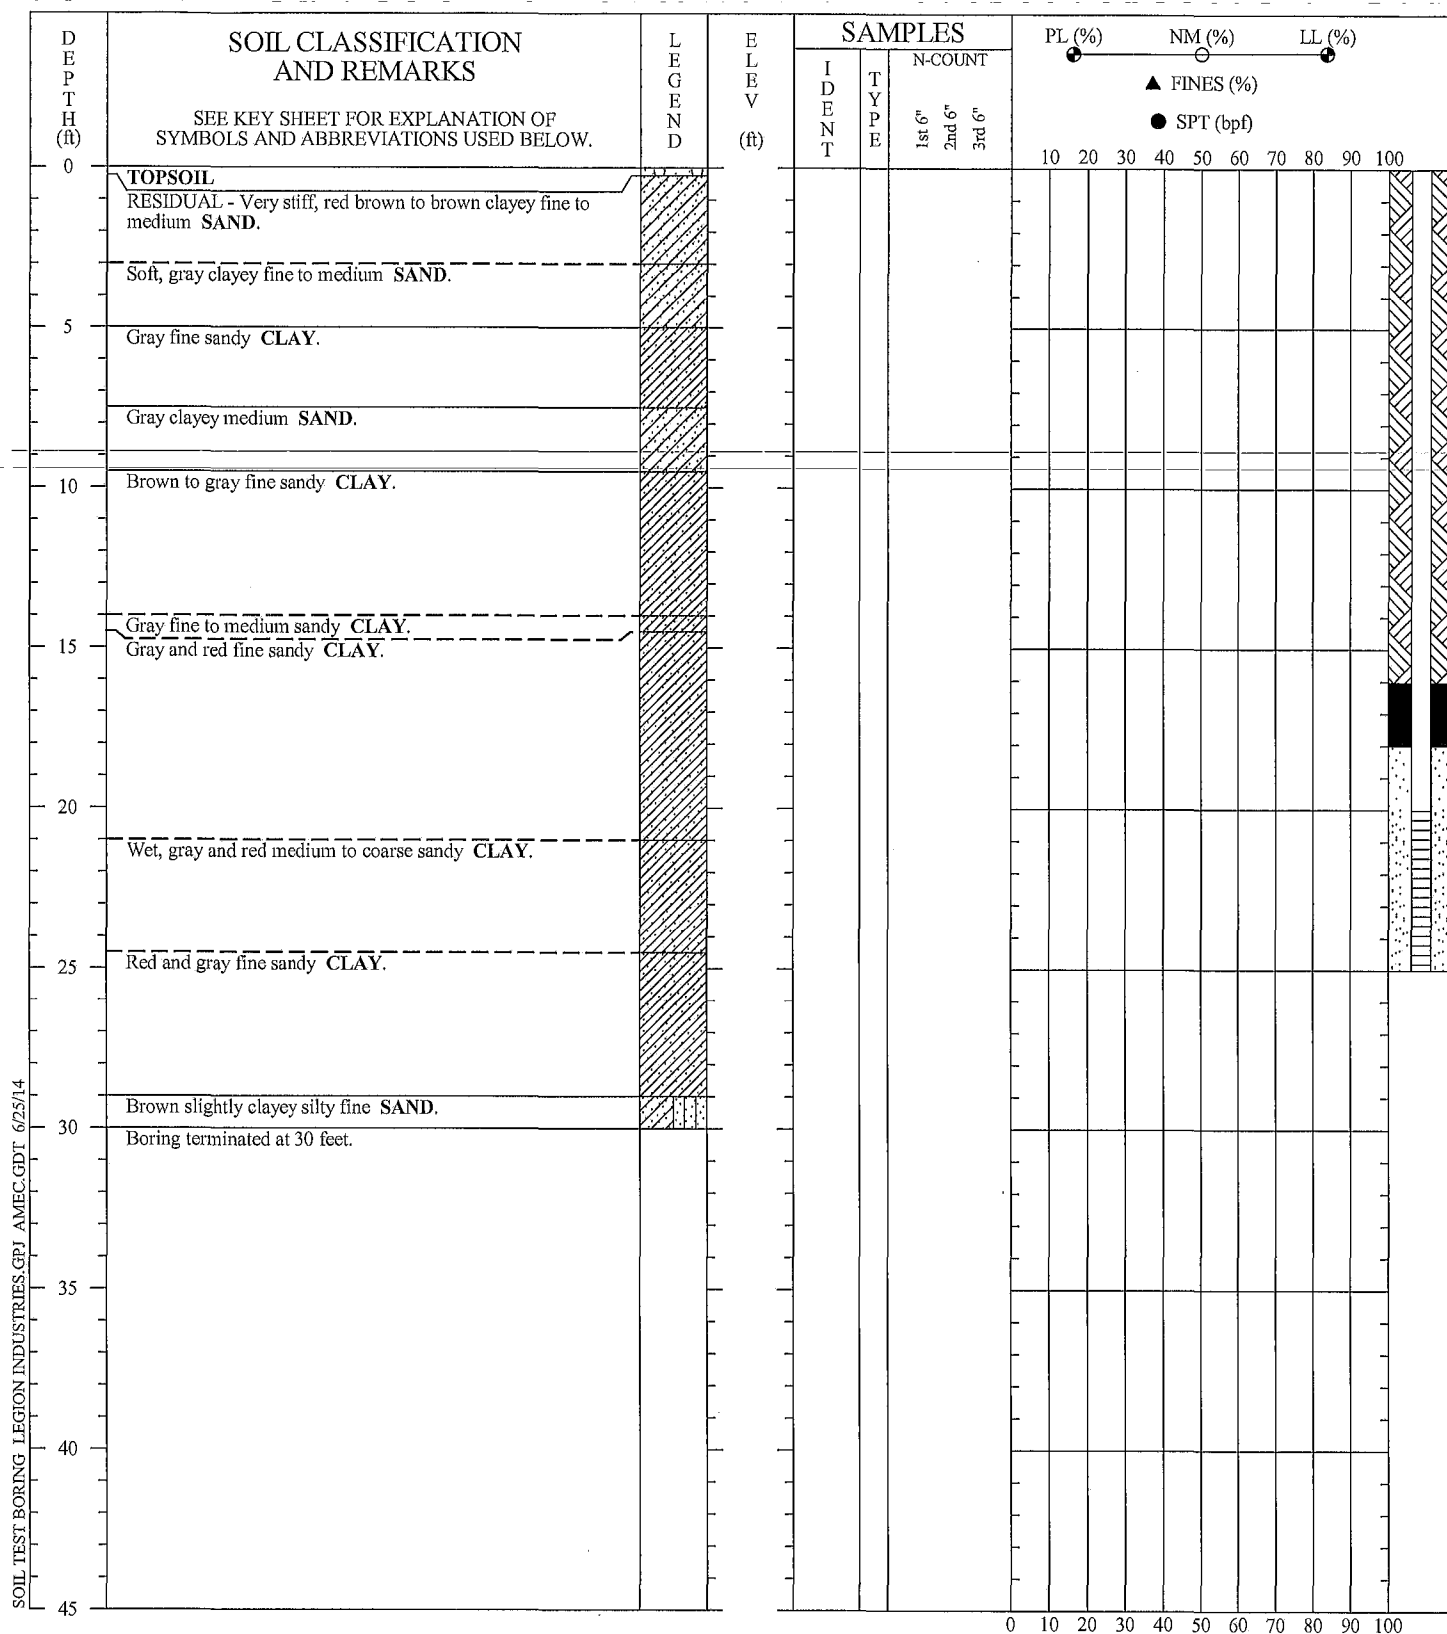 DEPTH (ft)
SOIL CLASSIFICATION
AND REMARKS
SEE KEY SHEET FOR EXPLANATION OF
SYMBOLS AND ABBREVIATIONS USED BELOW.
LEGEND
ELEV (ft)
SAMPLES
IDENT
TYPE
N-COUNT
1st 6"
2nd 6"
3rd 6"
PL (%) NM (%) LL (%)
▲ FINES (%)
● SPT (bpf)
10 20 30 40 50 60 70 80 90 100
0
TOPSOIL
RESIDUAL - Very stiff, red brown to brown clayey fine to
medium SAND.
Soft, gray clayey fine to medium SAND.
5
Gray fine sandy CLAY.
Gray clayey medium SAND.
10
Brown to gray fine sandy CLAY.
Gray fine to medium sandy CLAY.
15
Gray and red fine sandy CLAY.
20
Wet, gray and red medium to coarse sandy CLAY.
25
Red and gray fine sandy CLAY.
Brown slightly clayey silty fine SAND.
30
Boring terminated at 30 feet.
35
40
45
0 10 20 30 40 50 60 70 80 90 100
SOIL TEST BORING LEGION INDUSTRIES.GPJ AMEC.GDT 6/25/14